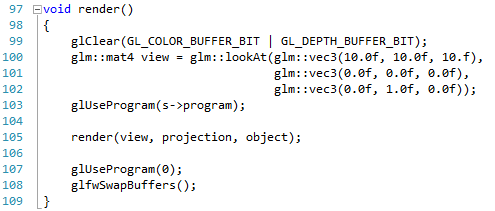 97 void render()
98 {
99 glClear(GL_COLOR_BUFFER_BIT | GL_DEPTH_BUFFER_BIT);
100 glm::mat4 view = glm::lookAt(glm::vec3(10.0f, 10.0f, 10.f),
101 glm::vec3(0.0f, 0.0f, 0.0f),
102 glm::vec3(0.0f, 1.0f, 0.0f));
103 glUseProgram(s->program);
104
105 render(view, projection, object);
106
107 glUseProgram(0);
108 glfwSwapBuffers();
109 }